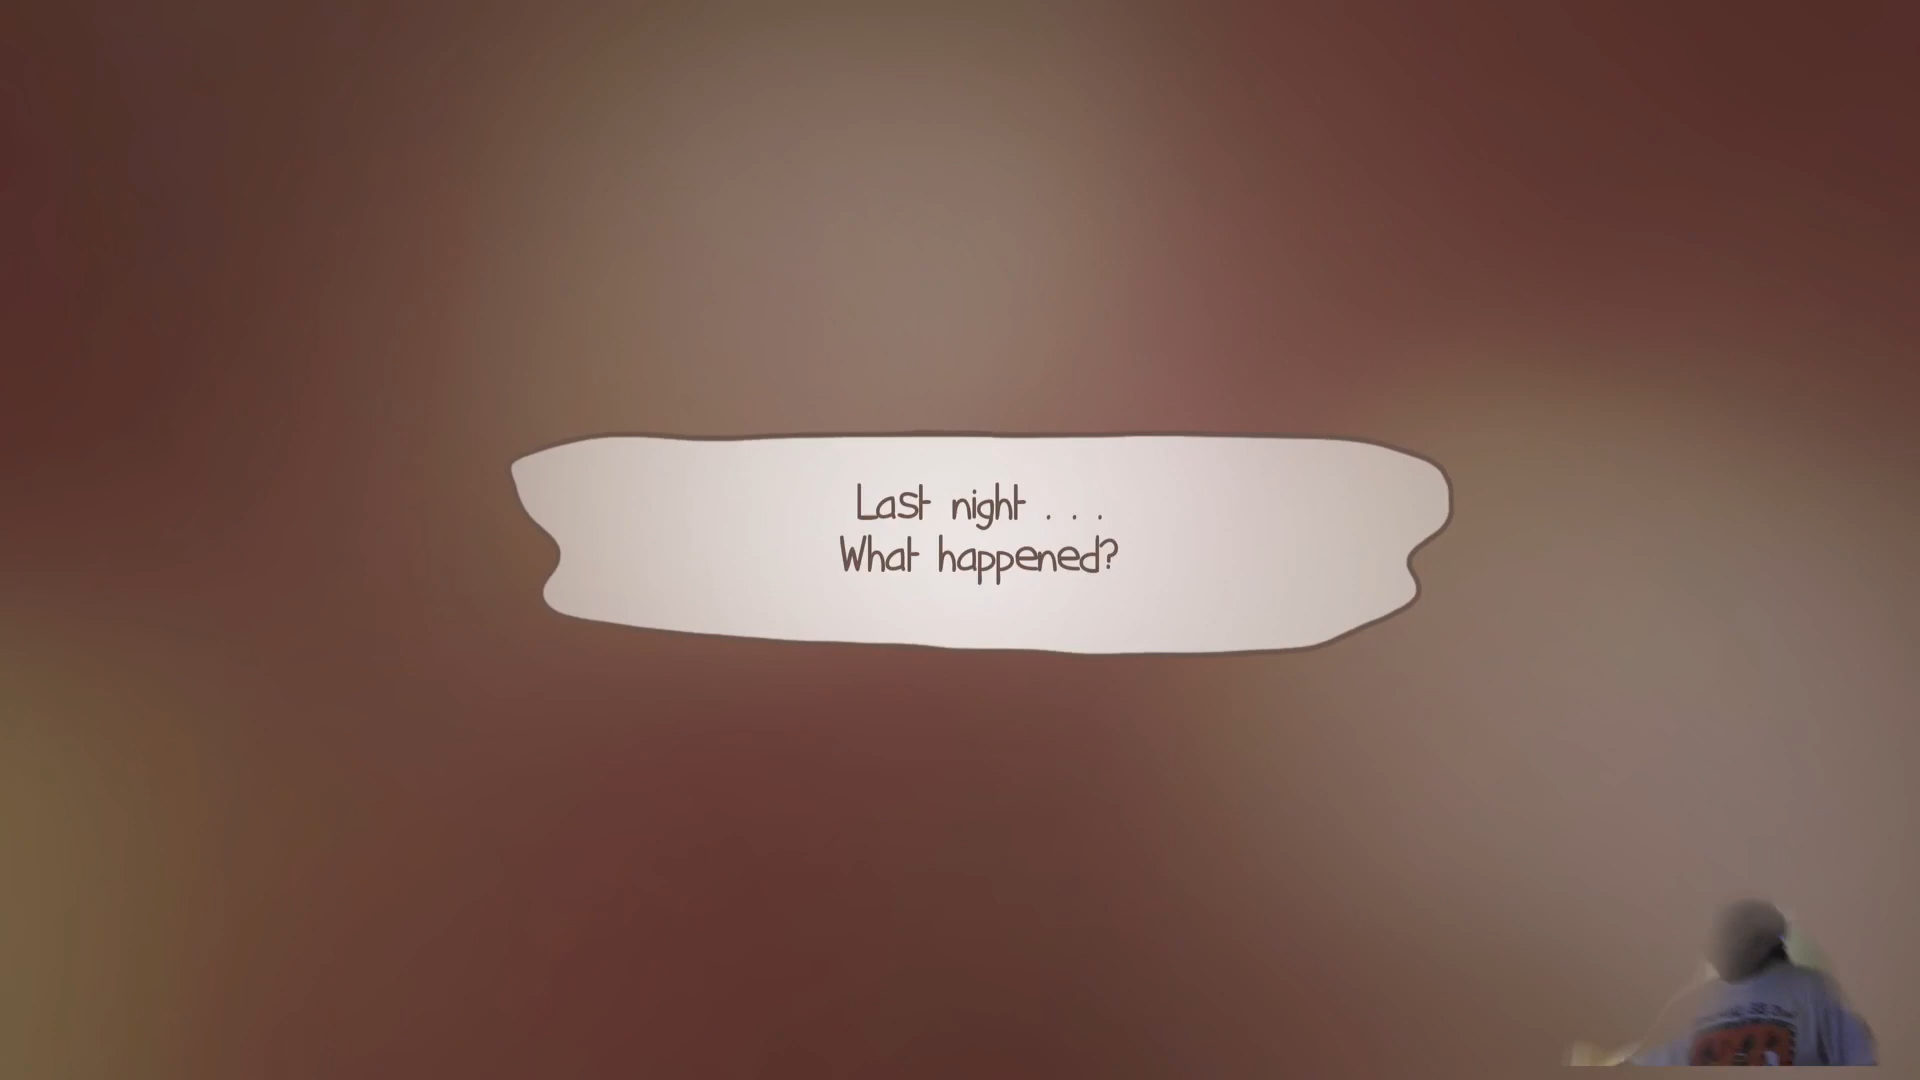 Last night . . .
What happened?